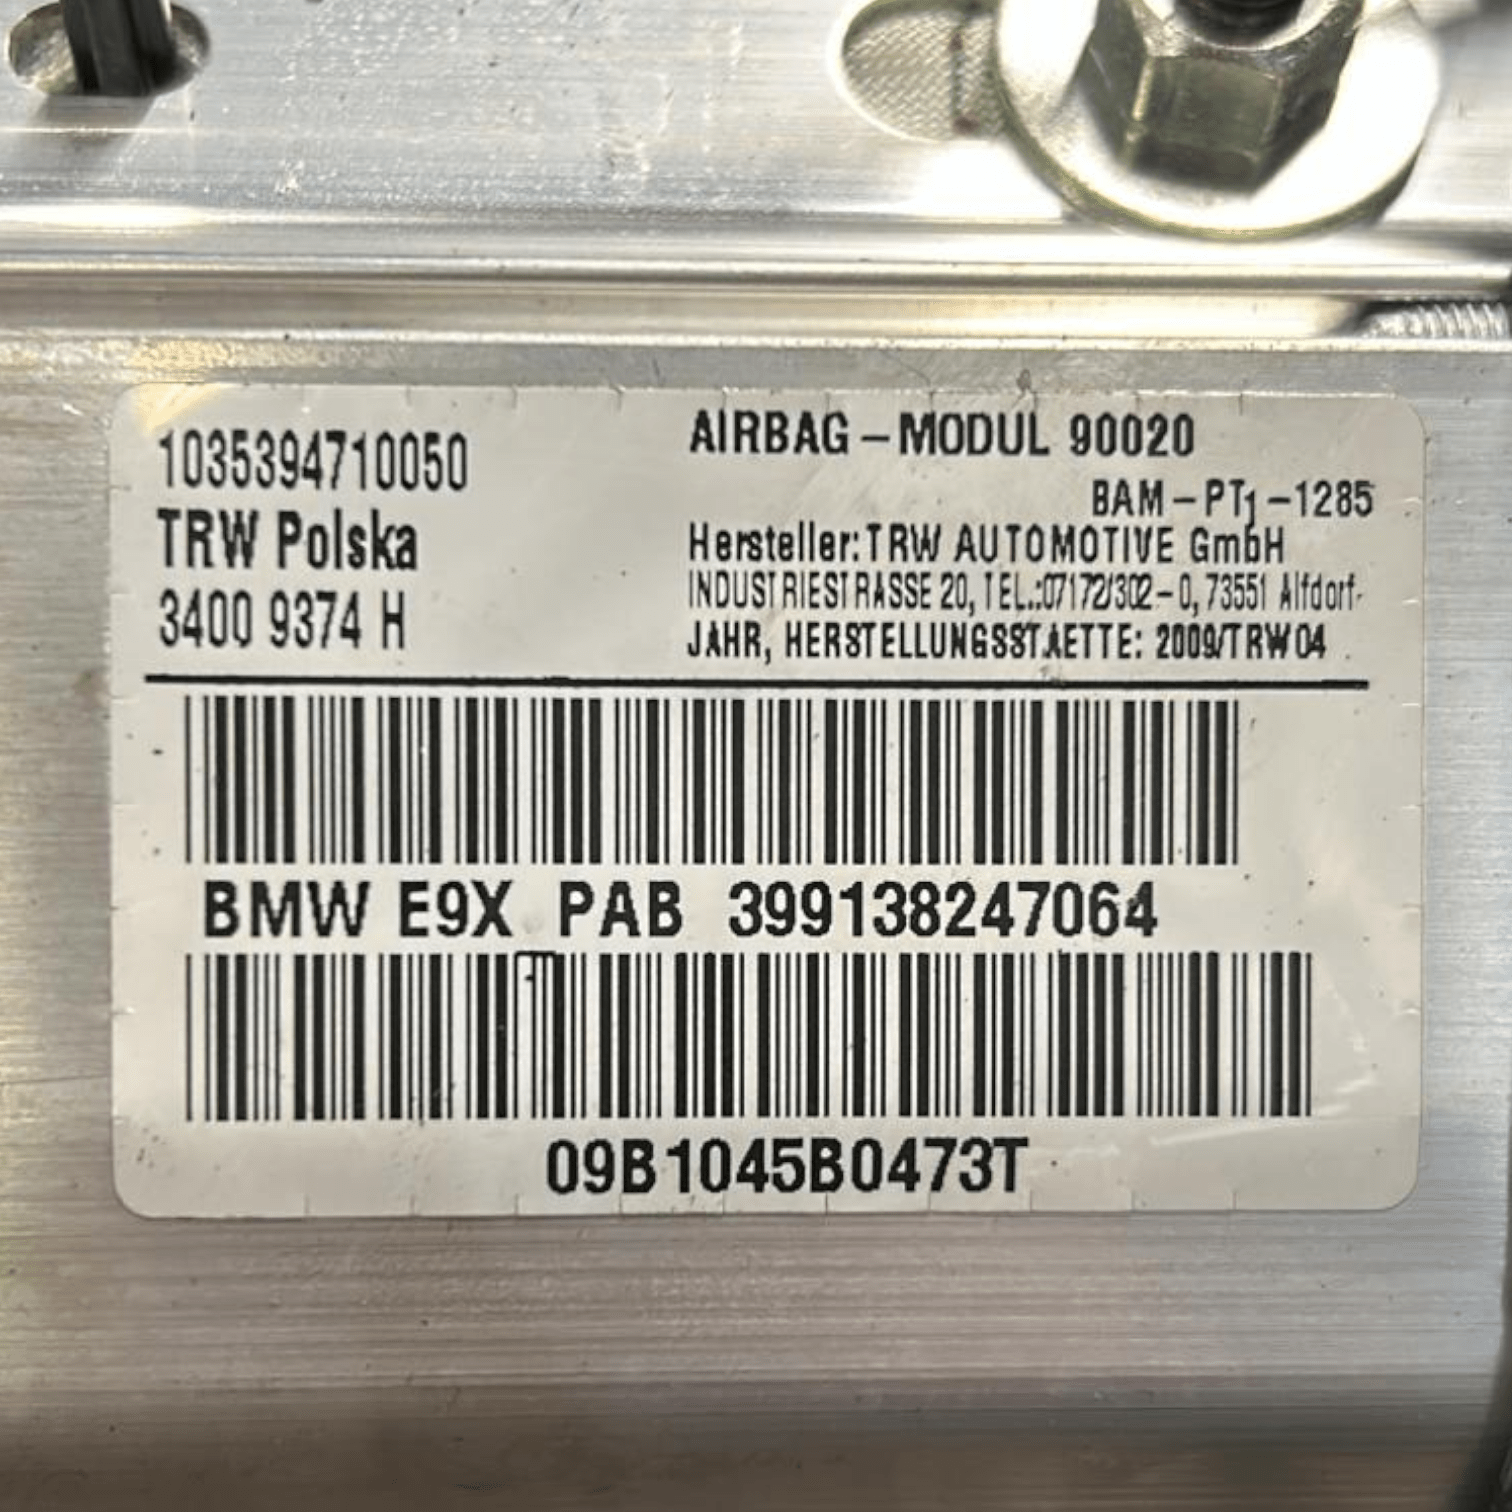 1035394710050
TRW Polska
3400 9374 H
AIRBAG-MODUL 90020
BAM-PT1-1285
Hersteller: TRW AUTOMOTIVE GmbH
INDUSTRIESTRASSE 20, TEL.:07172/302-0, 73551 Alfdorf
JAHR, HERSTELLUNGSSTAETTE: 2009/TRW04
BMW E9X PAB 399138247064
09B1045B0473T